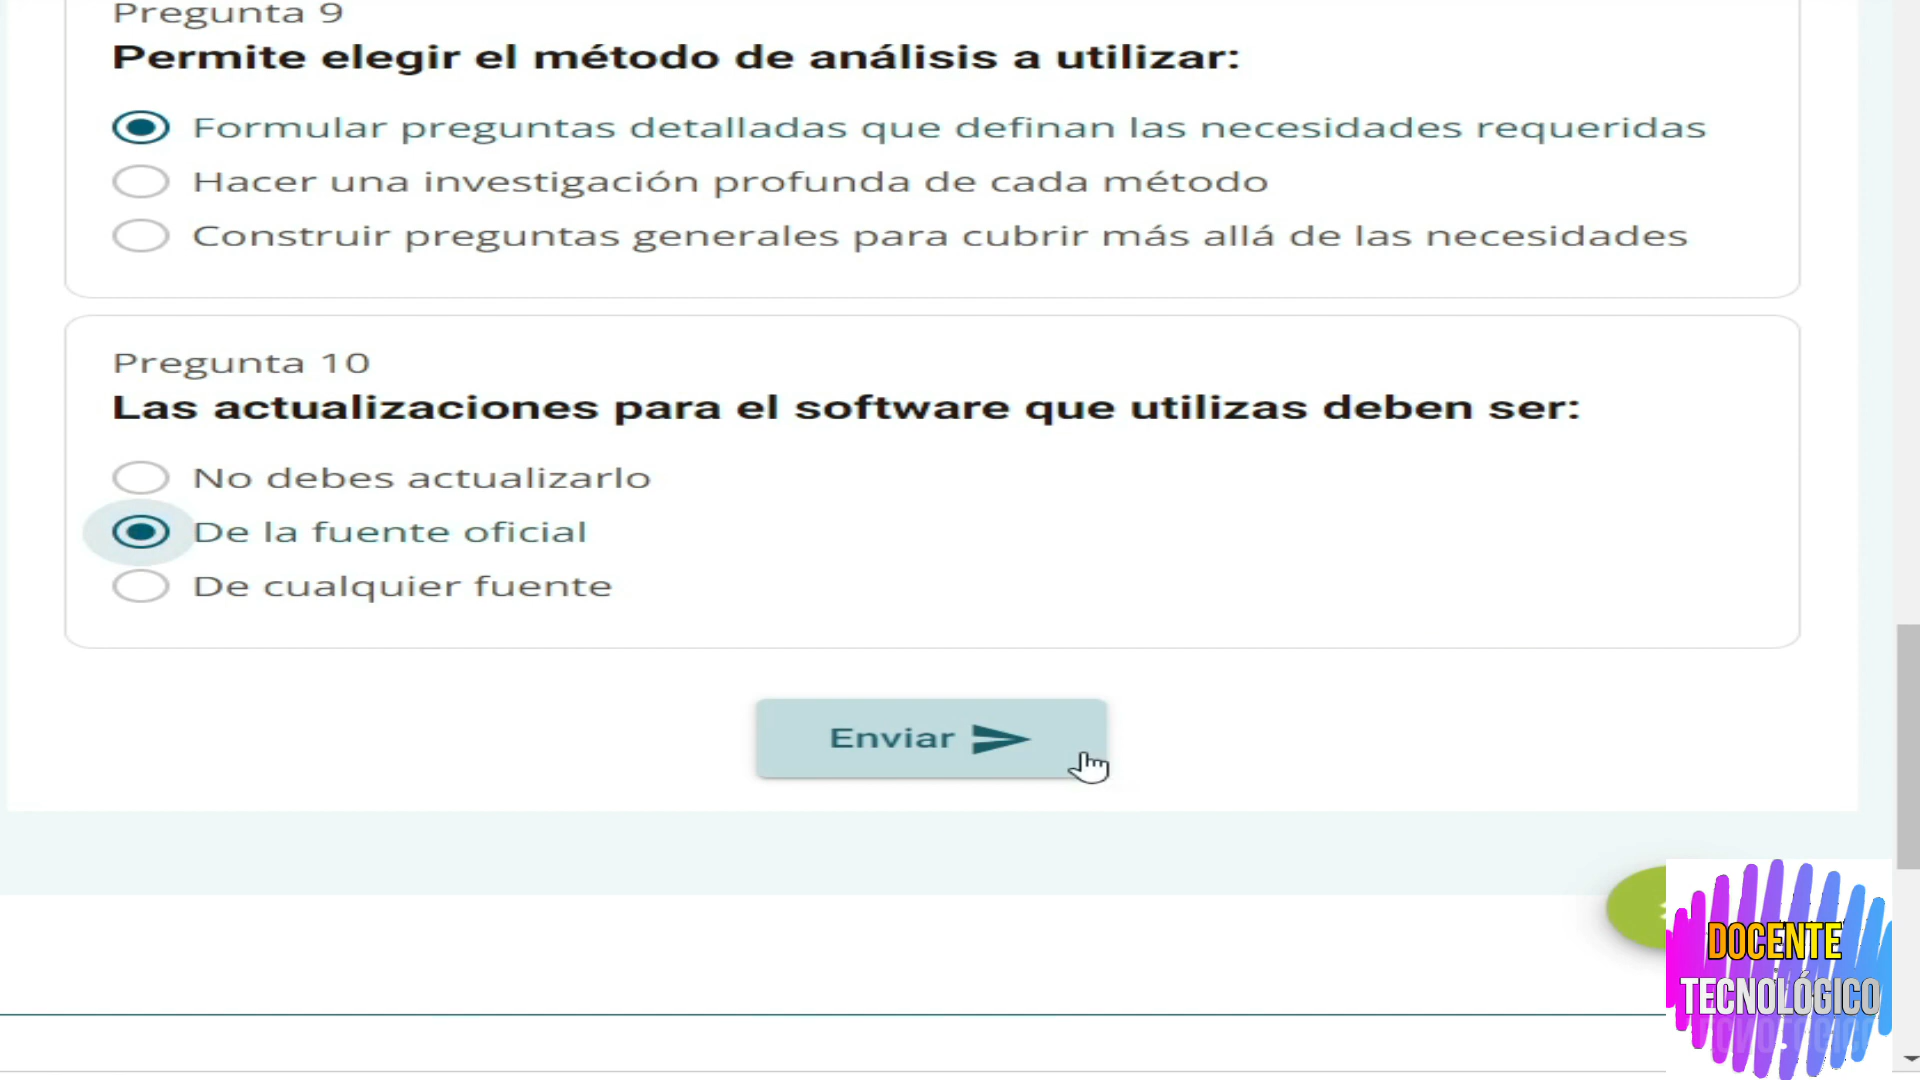 Pregunta 9
Permite elegir el método de análisis a utilizar:
Formular preguntas detalladas que definan las necesidades requeridas
Hacer una investigación profunda de cada método
Construir preguntas generales para cubrir más allá de las necesidades
Pregunta 10
Las actualizaciones para el software que utilizas deben ser:
No debes actualizarlo
De la fuente oficial
De cualquier fuente
Enviar
DOCENTE
TECNOLÓGICO